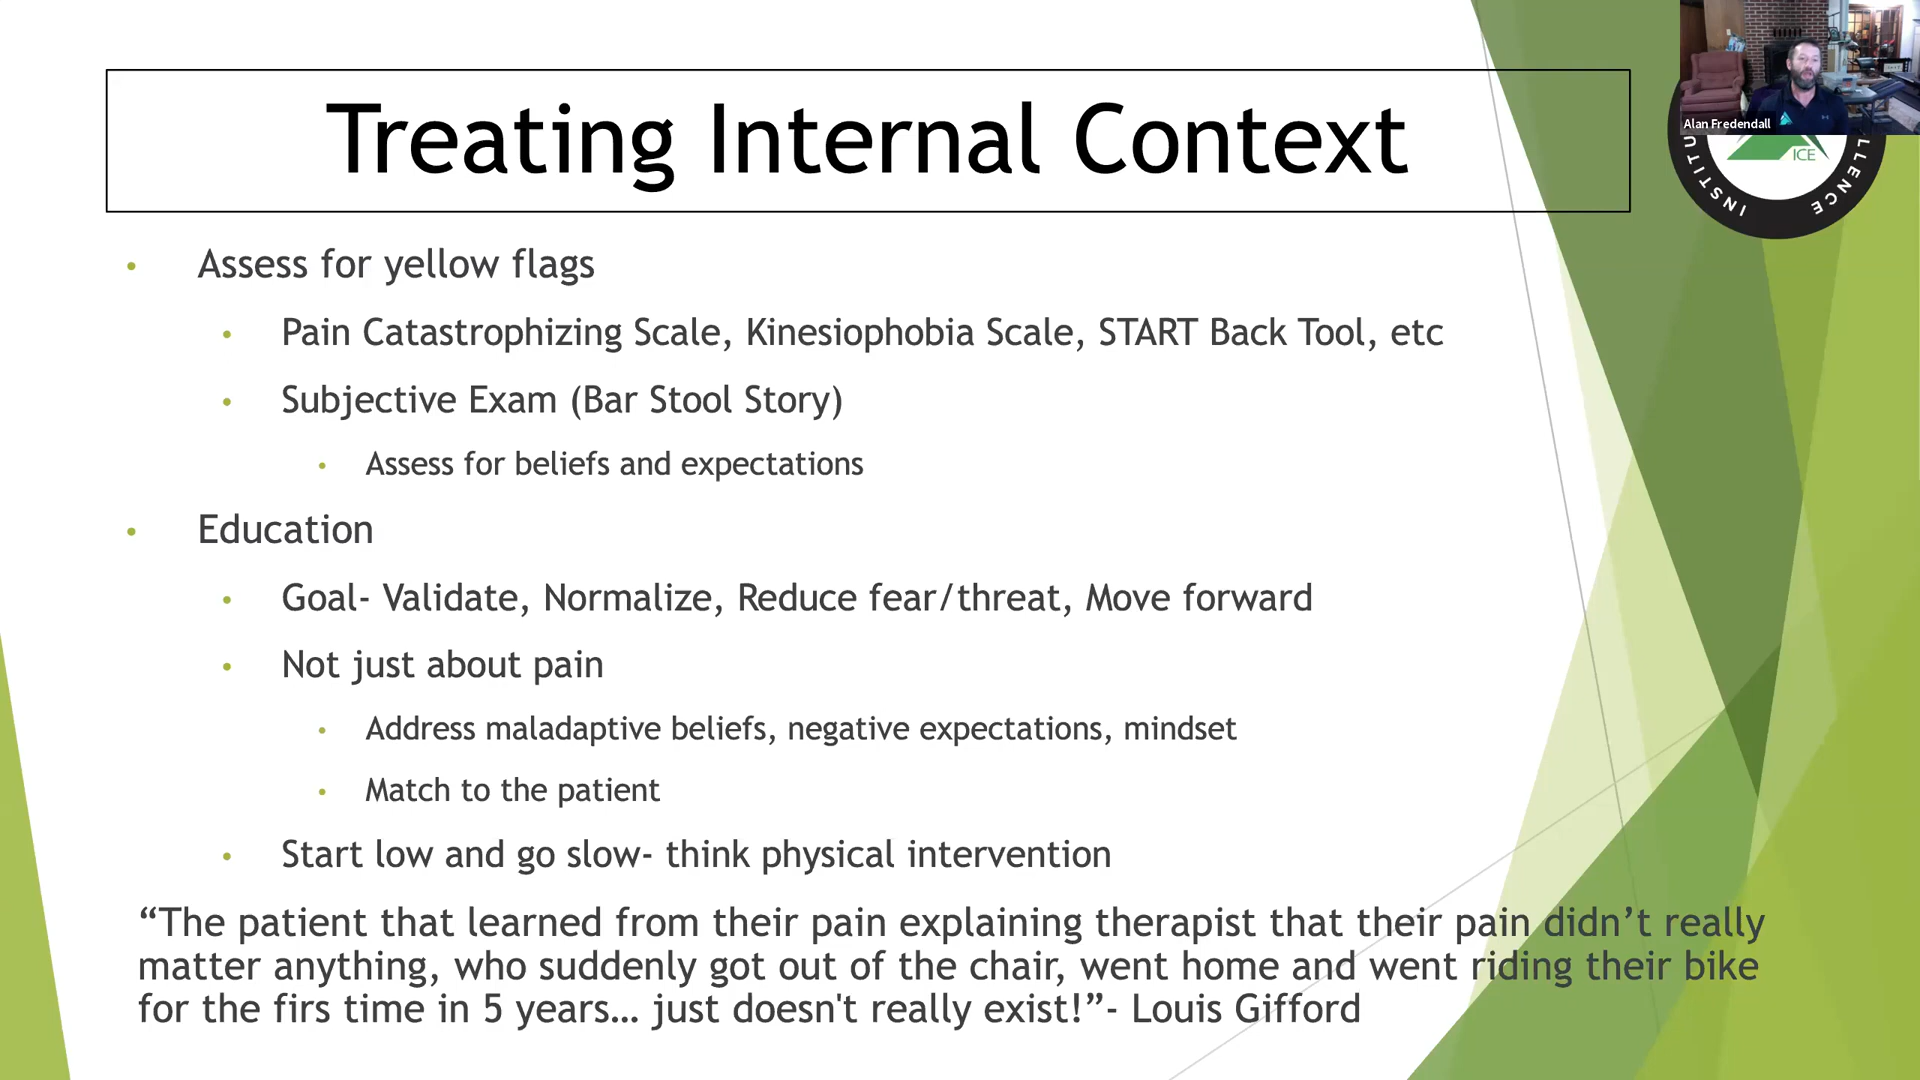 Treating Internal Context
Alan Fredendall
ICE
INSTITU
LLENCE
• Assess for yellow flags
• Pain Catastrophizing Scale, Kinesiophobia Scale, START Back Tool, etc
• Subjective Exam (Bar Stool Story)
• Assess for beliefs and expectations
• Education
• Goal- Validate, Normalize, Reduce fear/threat, Move forward
• Not just about pain
• Address maladaptive beliefs, negative expectations, mindset
• Match to the patient
• Start low and go slow- think physical intervention
“The patient that learned from their pain explaining therapist that their pain didn’t really
matter anything, who suddenly got out of the chair, went home and went riding their bike
for the firs time in 5 years… just doesn't really exist!”- Louis Gifford